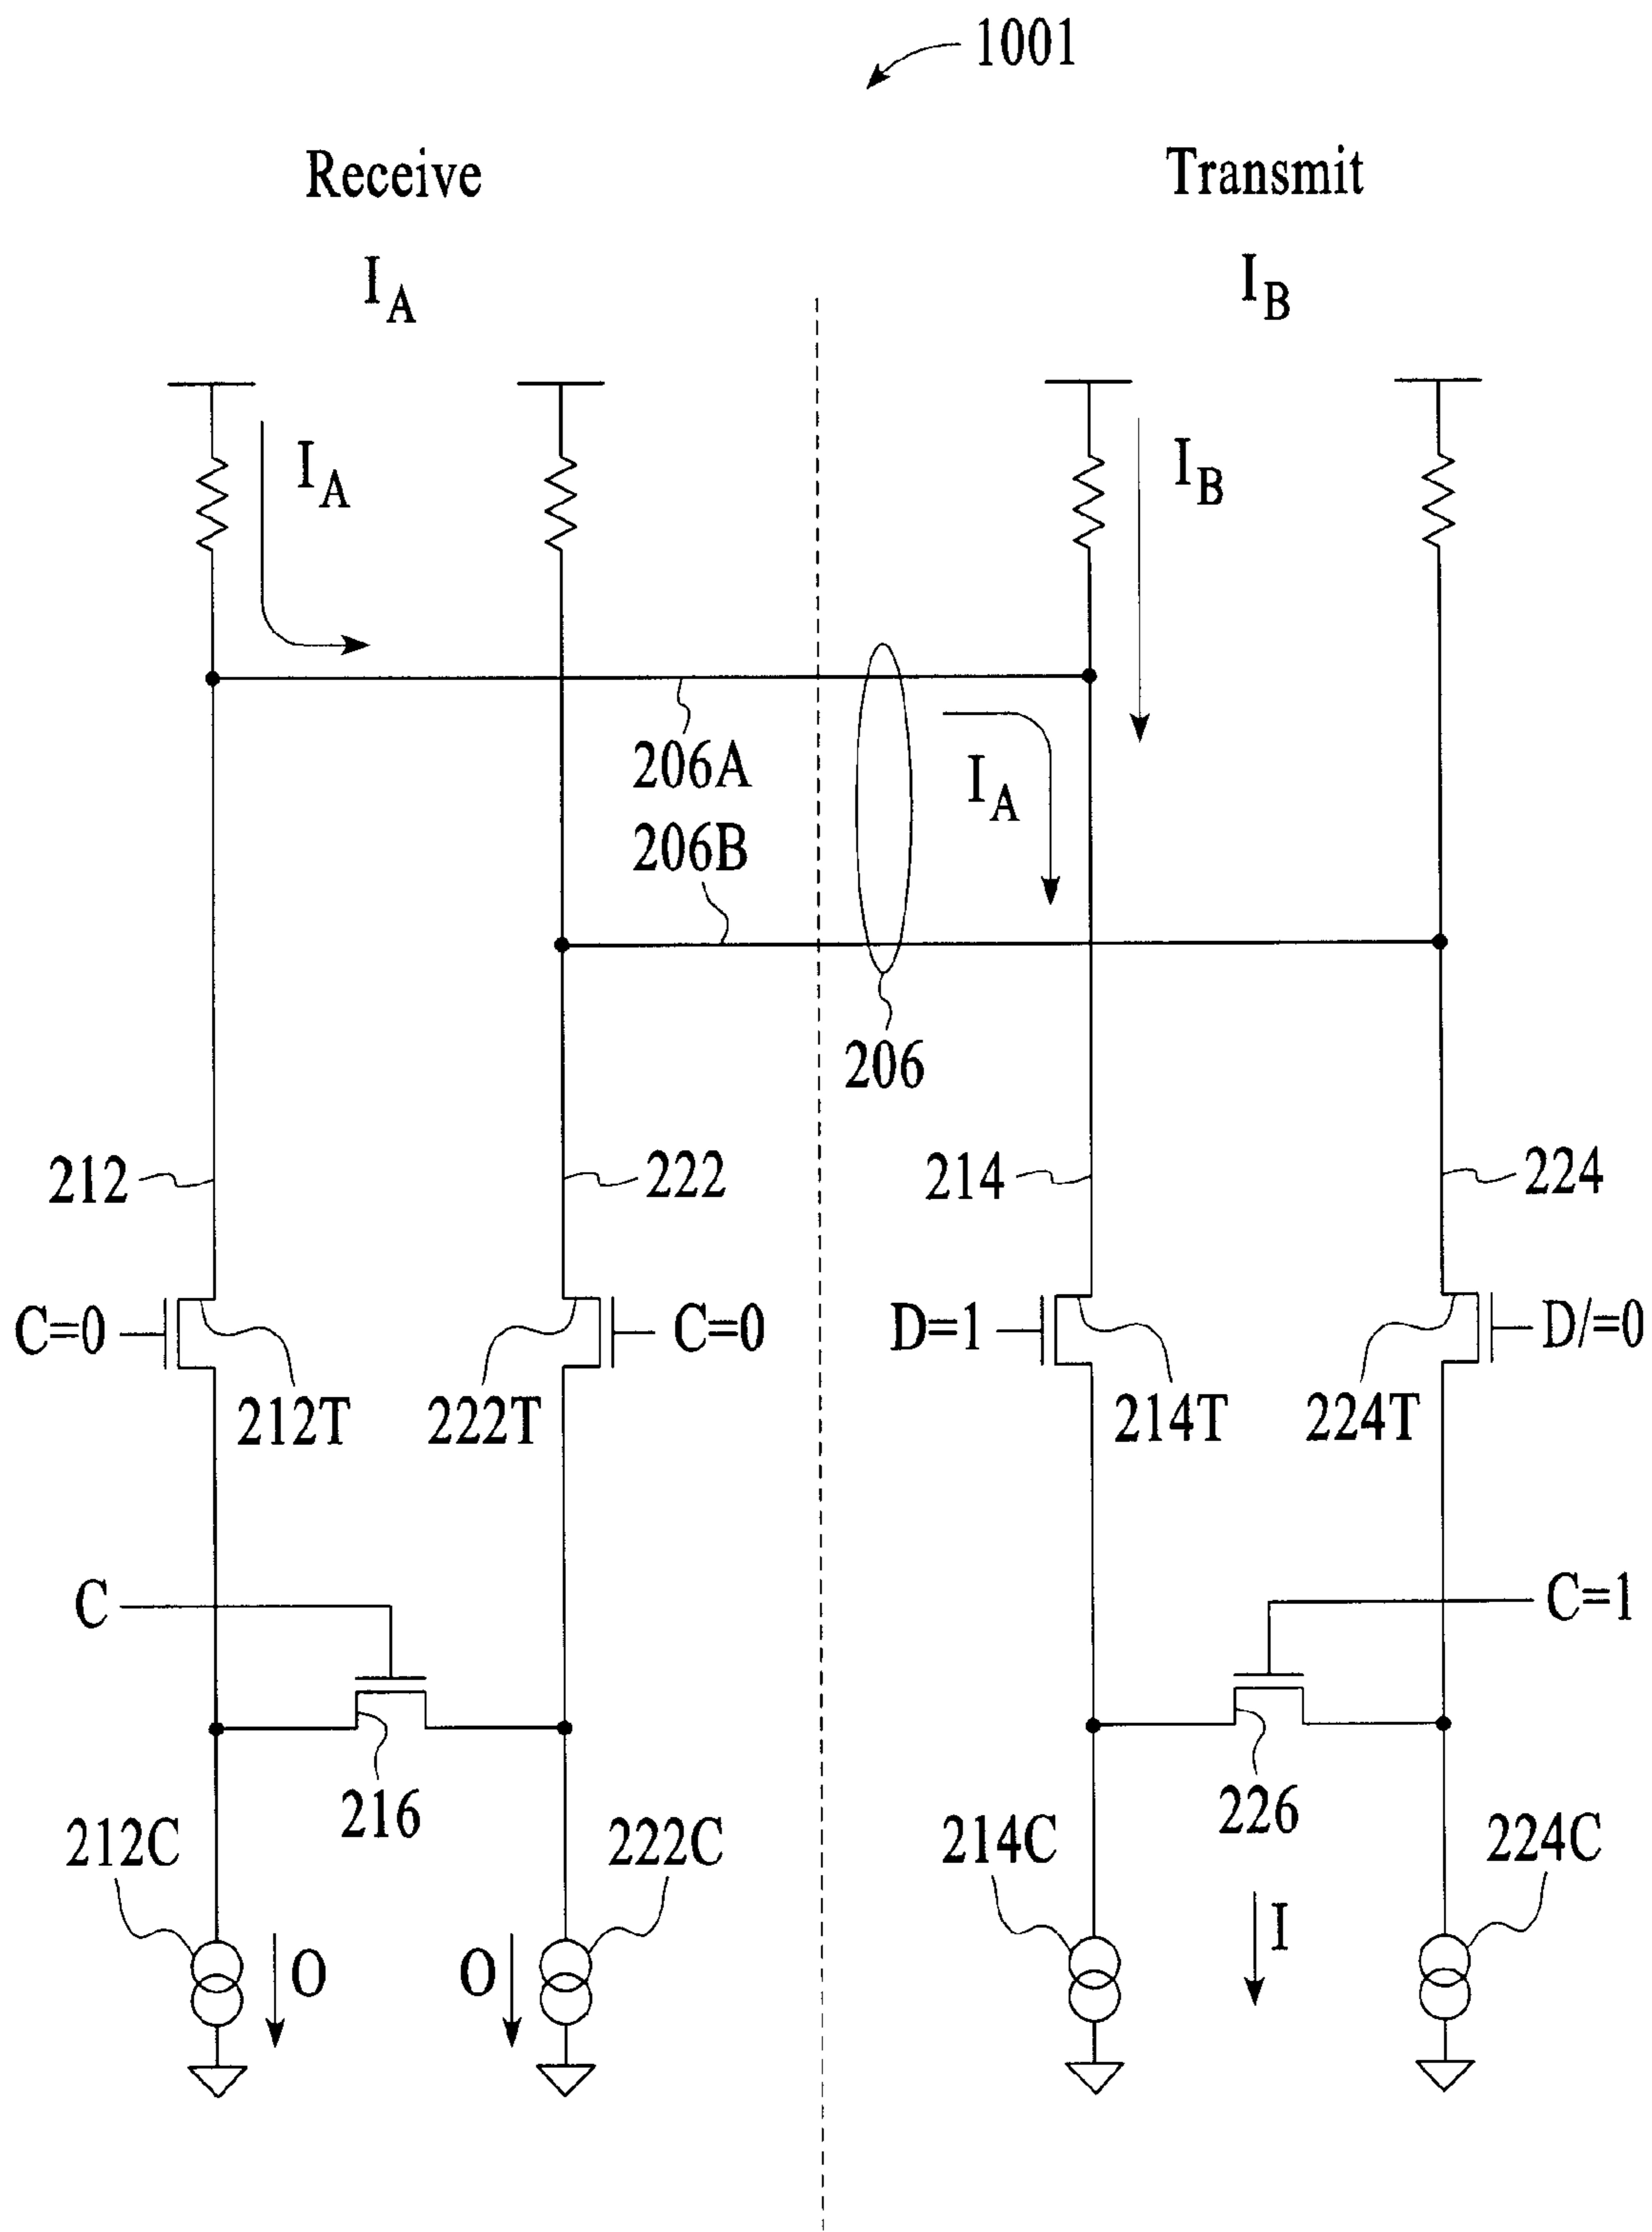 1001
Receive
Transmit
I_A
I_B
I_A
I_B
206A
I_A
206B
206
212
222
214
224
C=0
C=0
D=1
D/=0
212T
222T
214T
224T
C
C=1
216
226
212C
222C
214C
224C
O
O
I